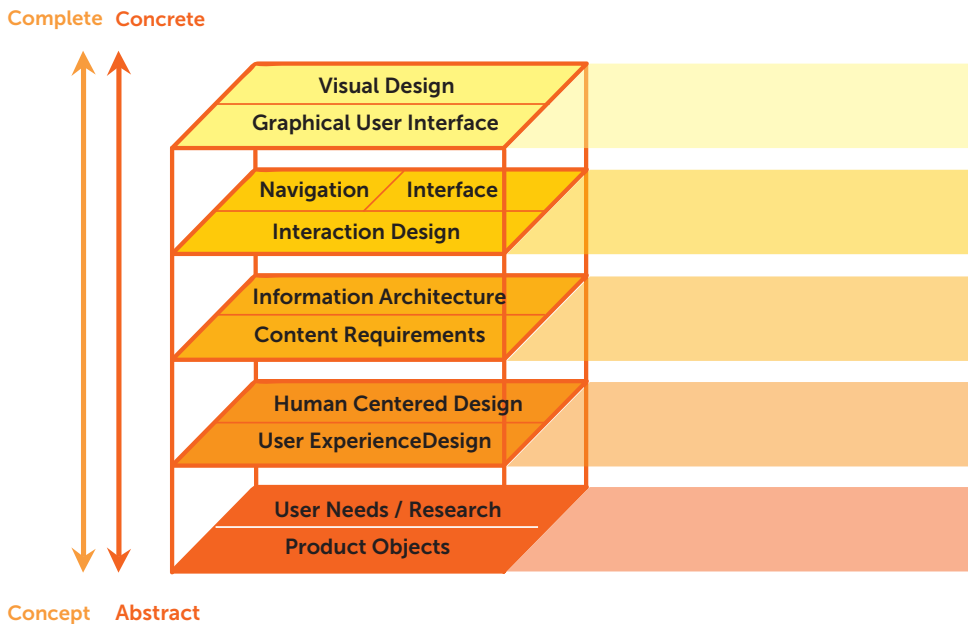 Complete Concrete
Visual Design
Graphical User Interface
Navigation Interface
Interaction Design
Information Architecture
Content Requirements
Human Centered Design
User ExperienceDesign
User Needs / Research
Product Objects
Concept Abstract